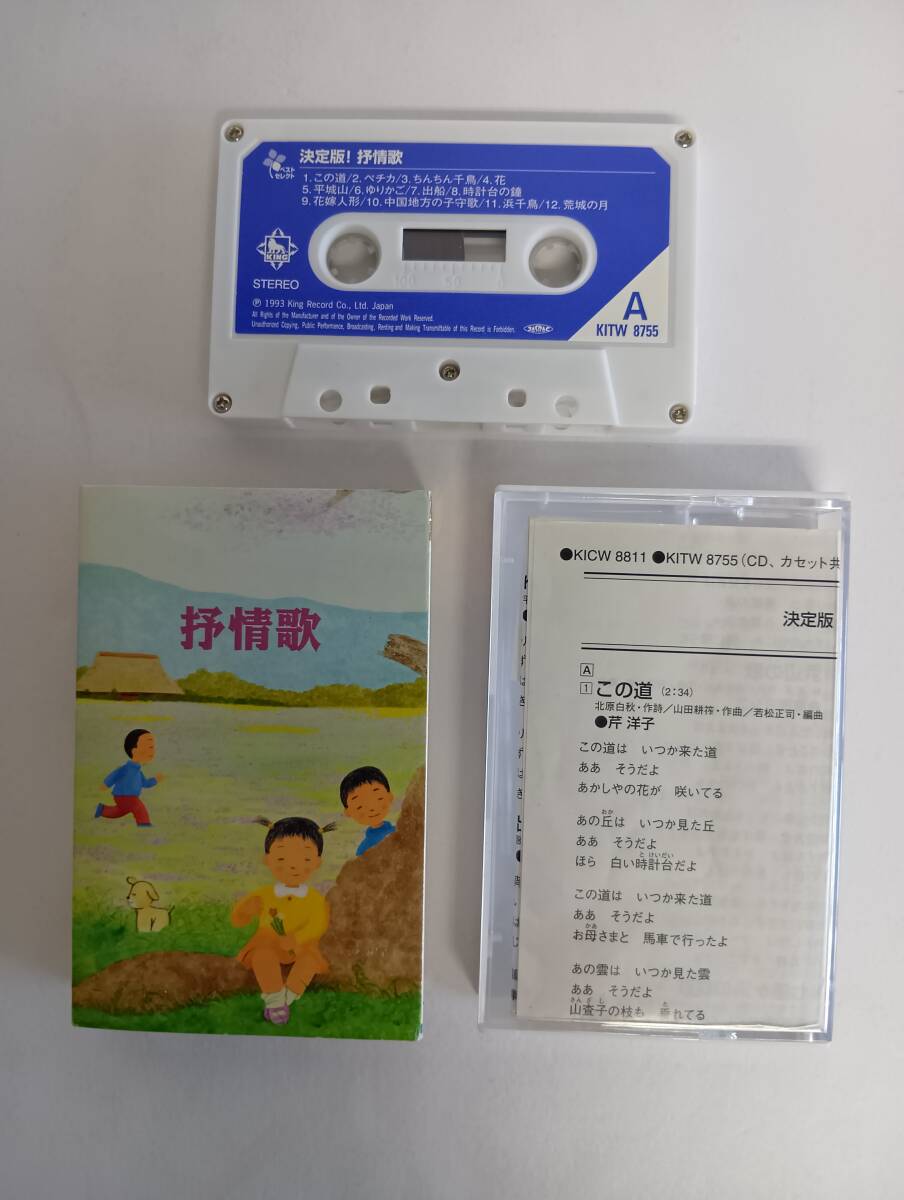 ベスト
セレクト
決定版! 抒情歌
1. この道/2. ペチカ/3. ちんちん千鳥/4. 花
5. 平城山/6. ゆりかご/7. 出船/8. 時計台の鐘
9. 花嫁人形/10. 中国地方の子守歌/11. 浜千鳥/12. 荒城の月
KING
STEREO
100 50 0
Ⓟ 1993 King Record Co., Ltd. Japan
All Rights of the Manufacturer and of the Owner of the Recorded Work Reserved.
Unauthorized Copying, Public Performance, Broadcasting, Renting and Making Transmittable of this Record is Forbidden.
A
KITW 8755
抒情歌
●KICW 8811 ●KITW 8755(CD、カセット共
決定版
A
1 この道 (2:34)
北原白秋・作詩/山田耕筰・作曲/若松正司・編曲
●芹 洋子
この道は いつか来た道
ああ そうだよ
あかしやの花が 咲いてる
あの丘は いつか見た丘
ああ そうだよ
ほら 白い時計台だよ
この道は いつか来た道
ああ そうだよ
お母さまと 馬車で行ったよ
あの雲は いつか見た雲
ああ そうだよ
山査子の枝も 垂れてる